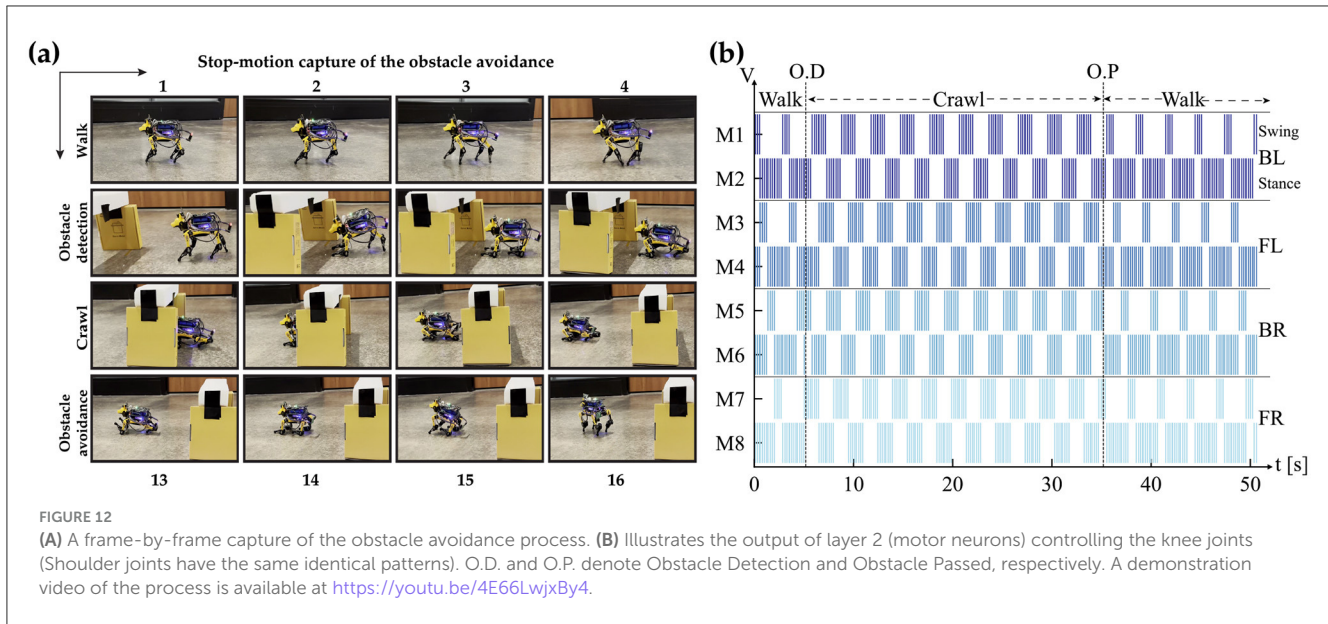 (a)
Stop-motion capture of the obstacle avoidance
1 2 3 4
Walk
Obstacle
detection
Crawl
Obstacle
avoidance
13 14 15 16
(b)
V
O.D O.P
Walk Crawl Walk
M1 Swing
BL
M2 Stance
M3
FL
M4
M5
BR
M6
M7
FR
M8
t [s]
0 10 20 30 40 50
FIGURE 12
(A) A frame-by-frame capture of the obstacle avoidance process. (B) Illustrates the output of layer 2 (motor neurons) controlling the knee joints
(Shoulder joints have the same identical patterns). O.D. and O.P. denote Obstacle Detection and Obstacle Passed, respectively. A demonstration
video of the process is available at https://youtu.be/4E66LwjxBy4.